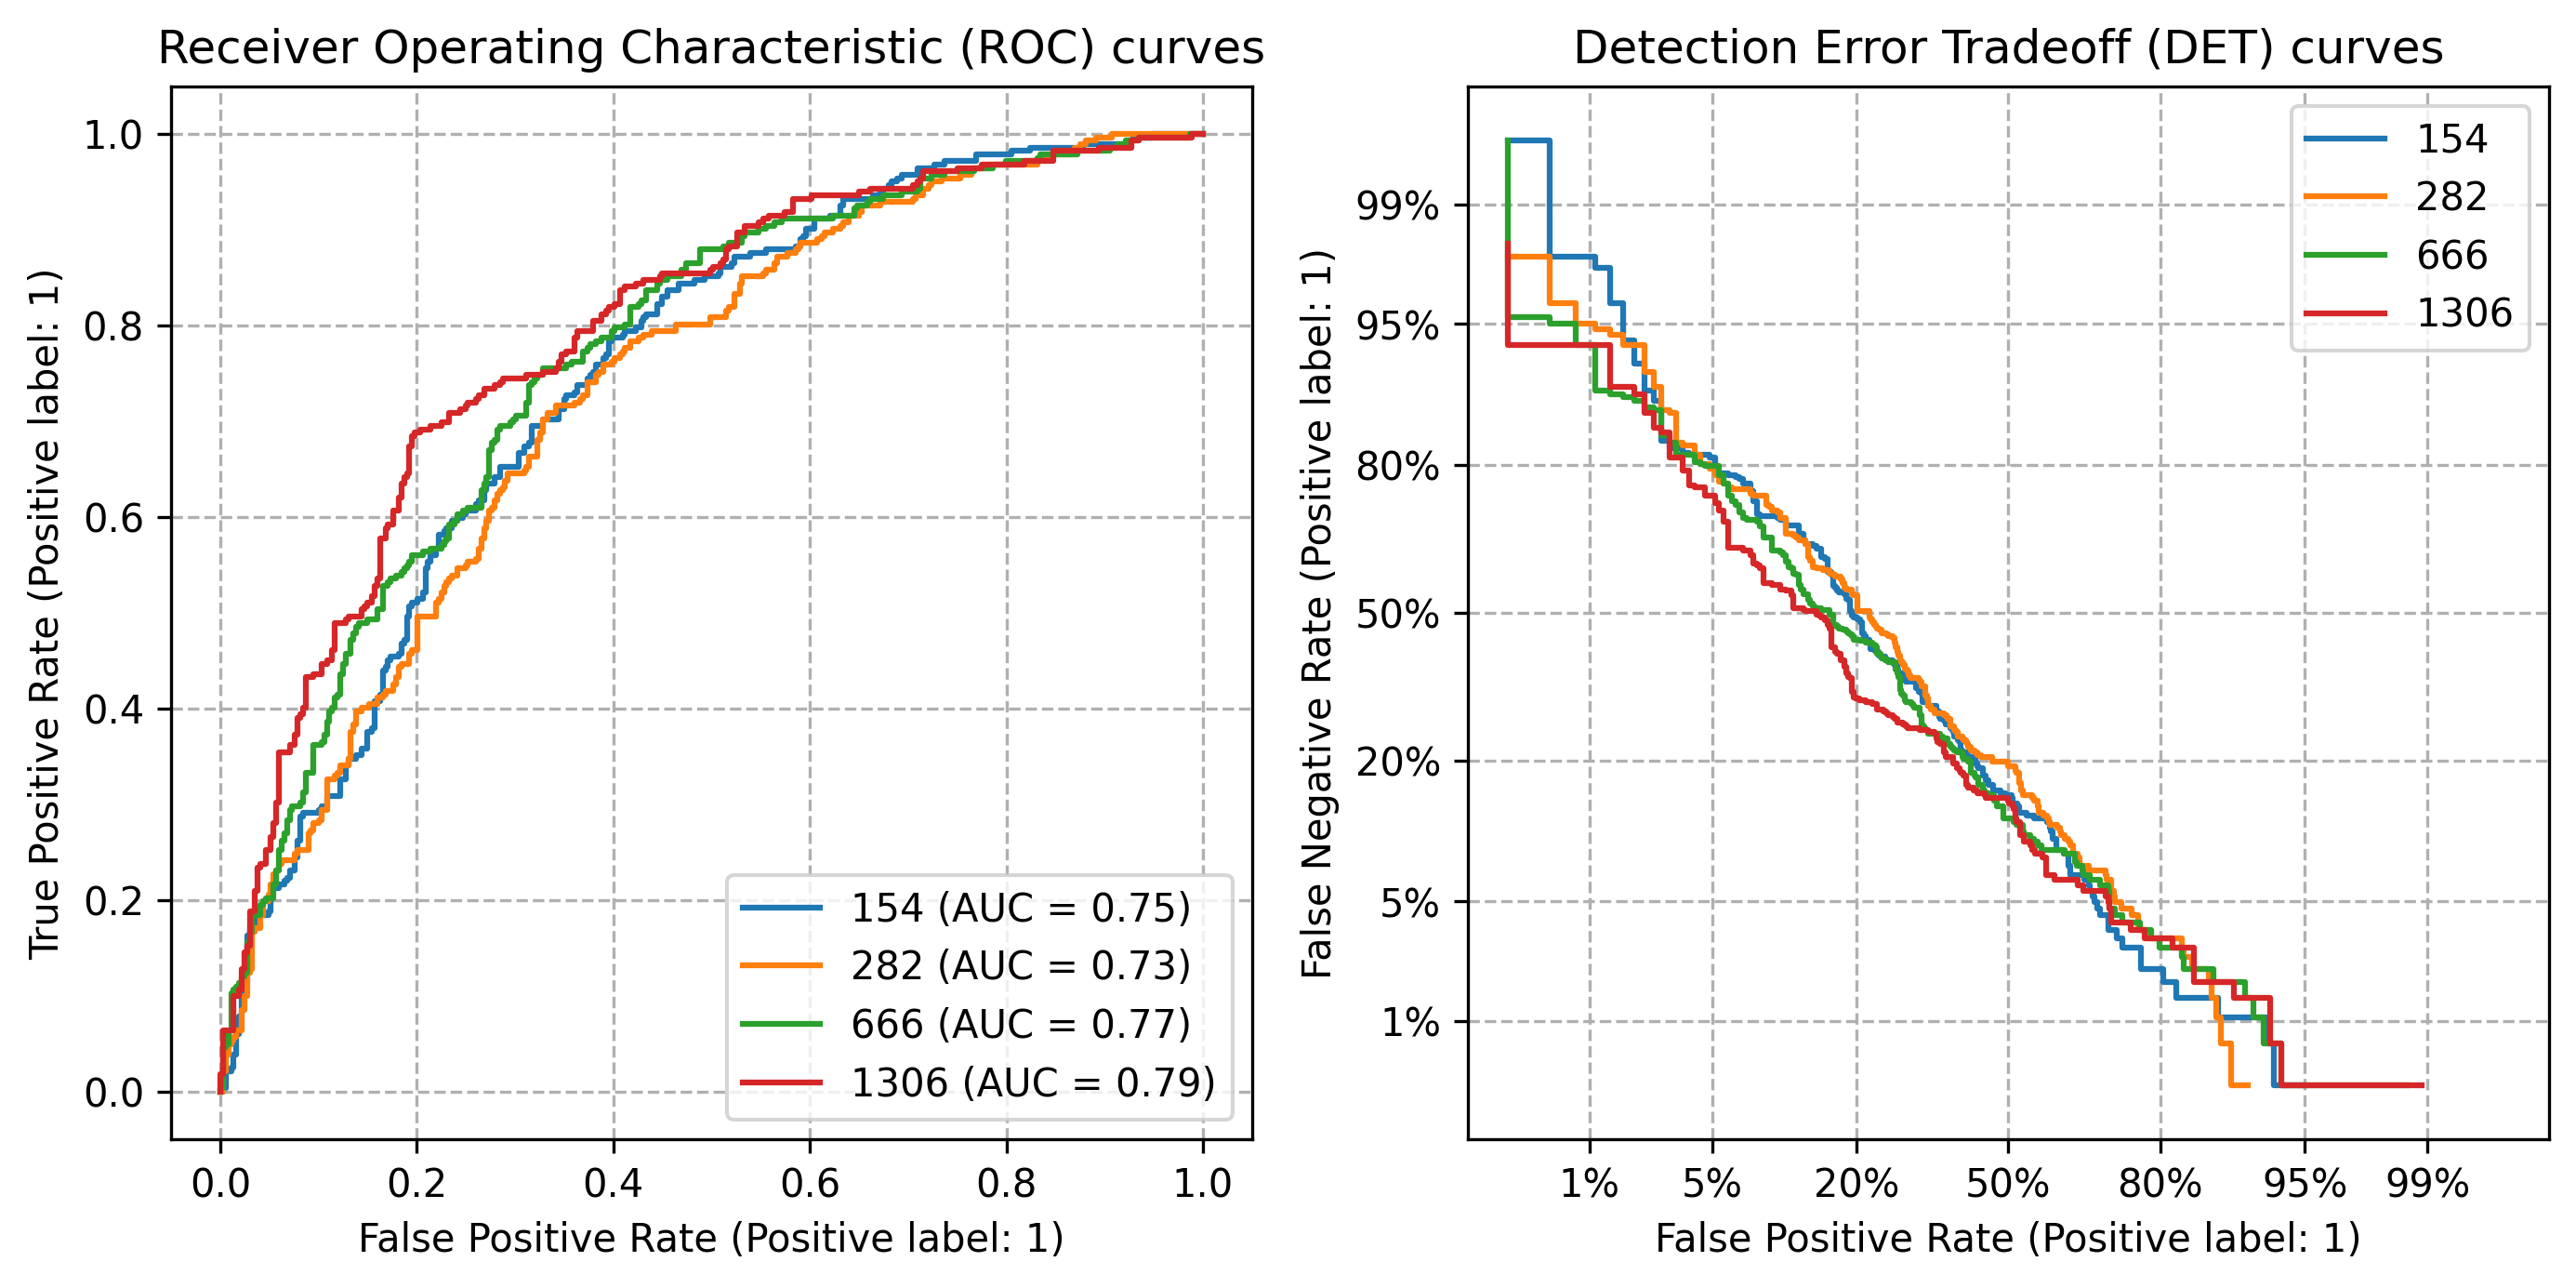 Receiver Operating Characteristic (ROC) curves
True Positive Rate (Positive label: 1)
1.0
0.8
0.6
0.4
0.2
0.0
154 (AUC = 0.75)
282 (AUC = 0.73)
666 (AUC = 0.77)
1306 (AUC = 0.79)
0.0 0.2 0.4 0.6 0.8 1.0
False Positive Rate (Positive label: 1)
Detection Error Tradeoff (DET) curves
False Negative Rate (Positive label: 1)
99%
95%
80%
50%
20%
5%
1%
154
282
666
1306
1% 5% 20% 50% 80% 95% 99%
False Positive Rate (Positive label: 1)